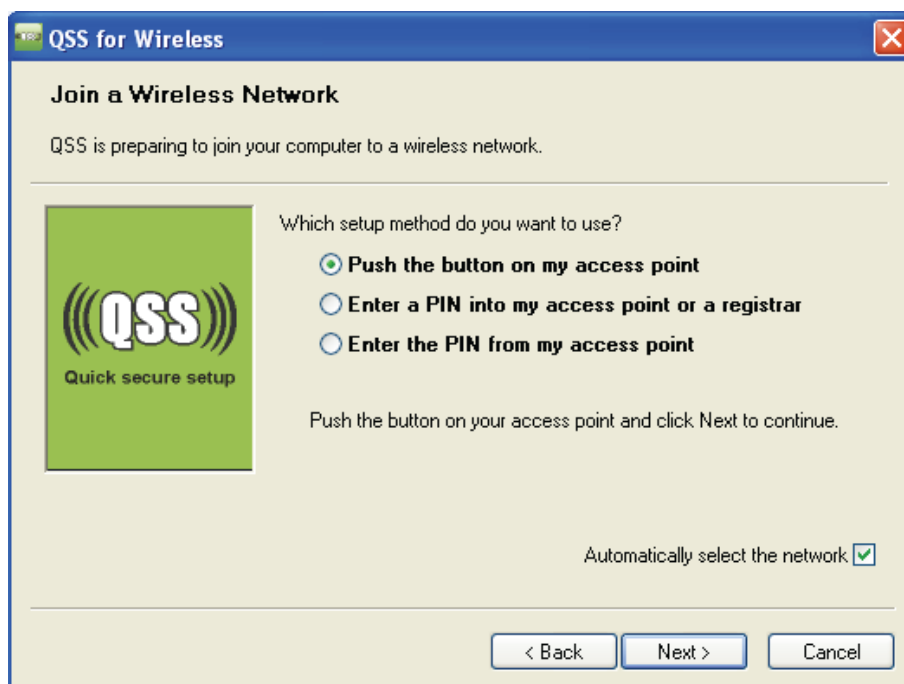 QSS for Wireless
Join a Wireless Network
QSS is preparing to join your computer to a wireless network.
Which setup method do you want to use?
Push the button on my access point
Enter a PIN into my access point or a registrar
Enter the PIN from my access point
(((QSS)))
Quick secure setup
Push the button on your access point and click Next to continue.
Automatically select the network
< Back
Next >
Cancel